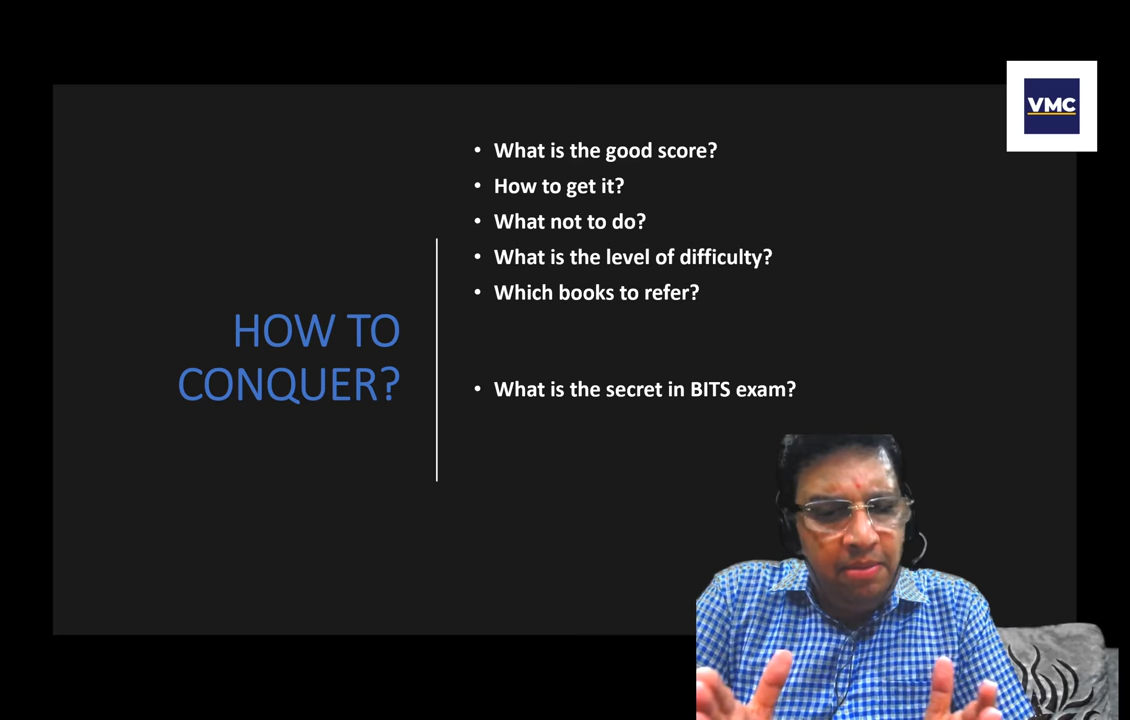 VMC
What is the good score?
How to get it?
What not to do?
What is the level of difficulty?
Which books to refer?
HOW TO
CONQUER?
What is the secret in BITS exam?